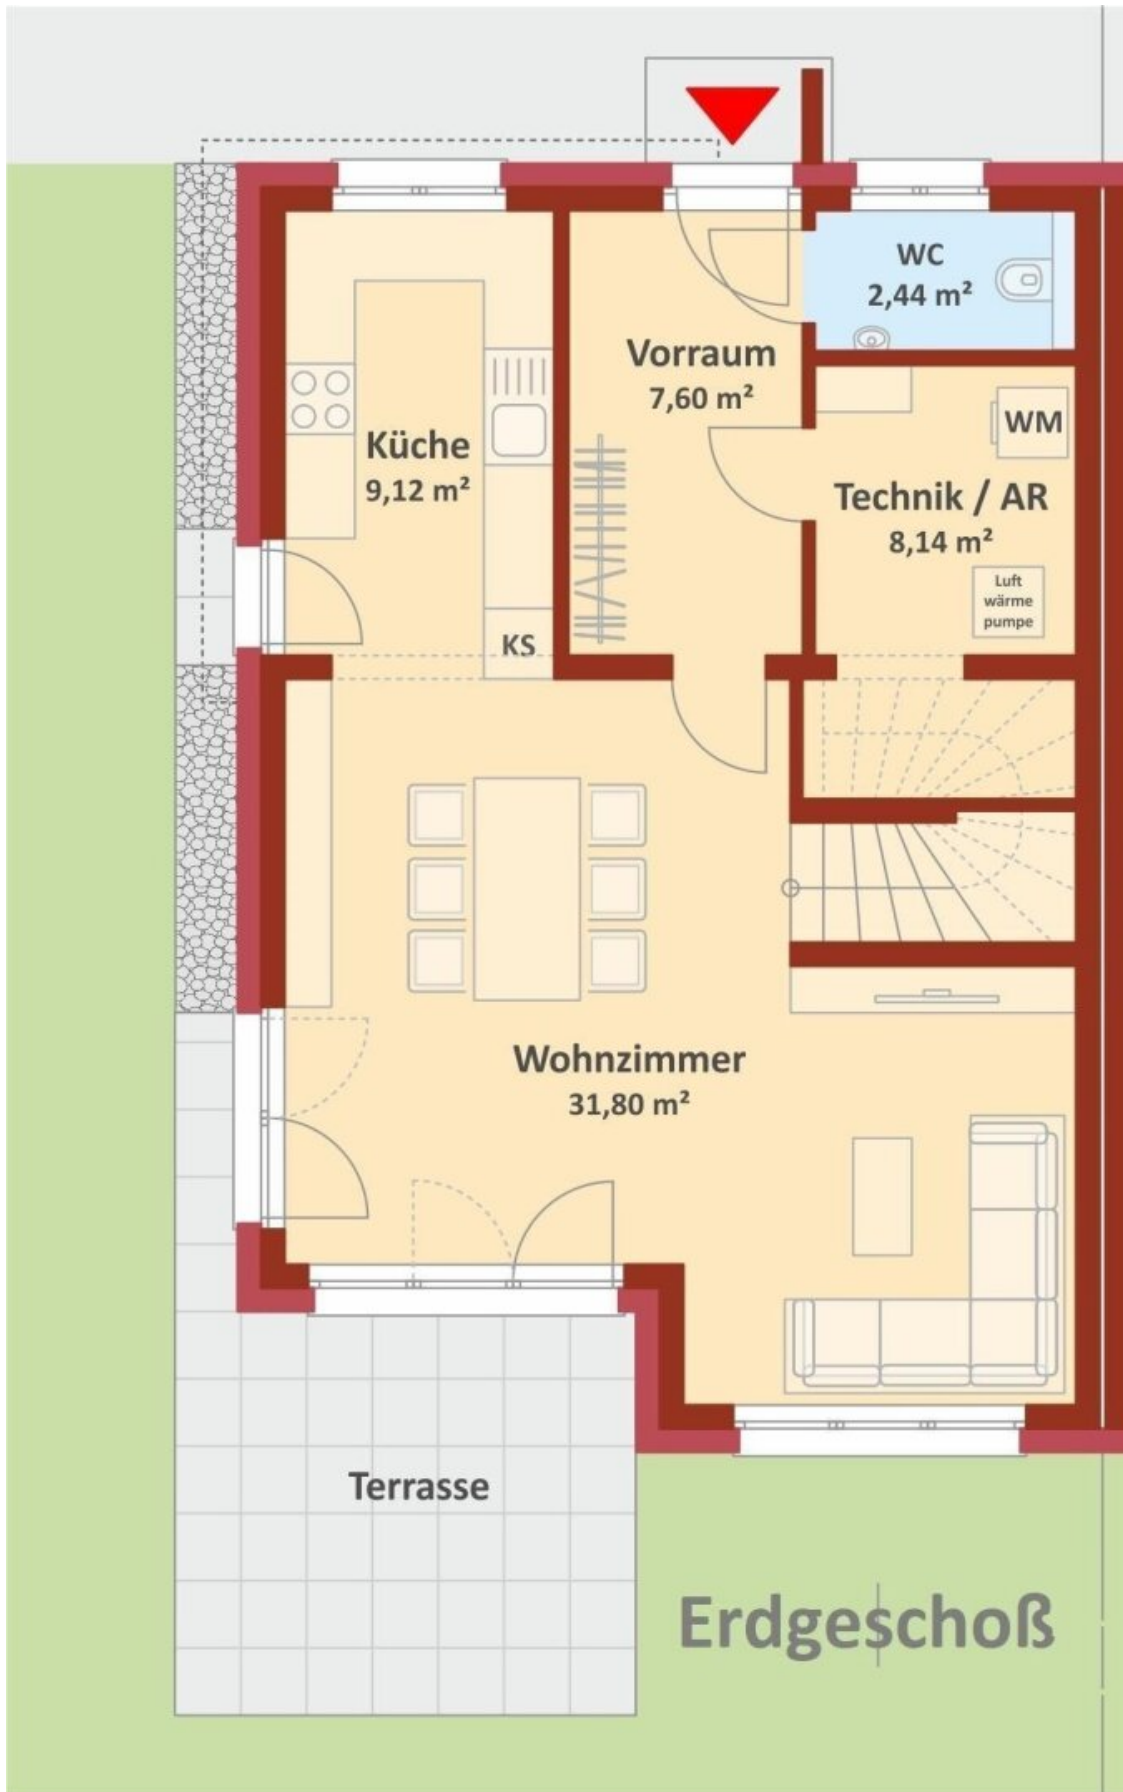 WC
2,44 m²
Vorraum
7,60 m²
WM
Küche
9,12 m²
Technik / AR
8,14 m²
Luft
wärme
pumpe
KS
Wohnzimmer
31,80 m²
Terrasse
Erdgeschoß